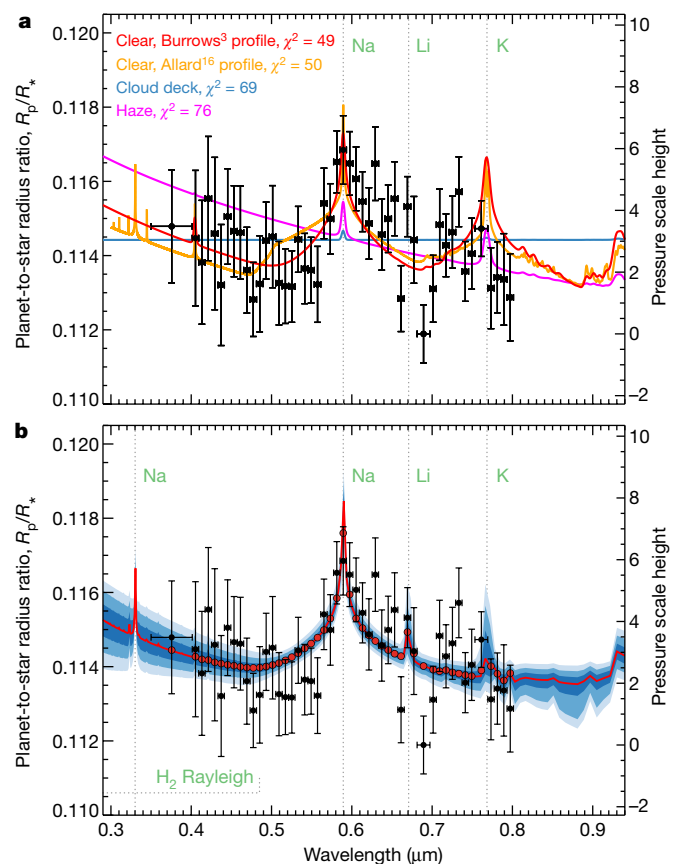 a
Clear, Burrows³ profile, χ² = 49
Clear, Allard¹⁶ profile, χ² = 50
Cloud deck, χ² = 69
Haze, χ² = 76
Na
Li
K
0.120
0.118
0.116
0.114
0.112
0.110
Planet-to-star radius ratio, Rₚ/R⁎
10
8
6
4
2
0
−2
Pressure scale height
b
Na
Na
Li
K
H₂ Rayleigh
0.120
0.118
0.116
0.114
0.112
0.110
Planet-to-star radius ratio, Rₚ/R⁎
10
8
6
4
2
0
−2
Pressure scale height
0.3 0.4 0.5 0.6 0.7 0.8 0.9
Wavelength (μm)